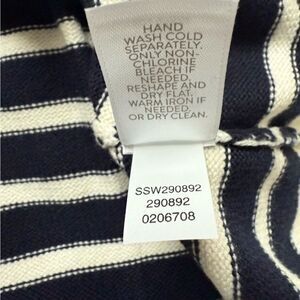 HAND
WASH COLD
SEPARATELY.
ONLY NON-
CHLORINE
BLEACH IF
NEEDED.
RESHAPE AND
DRY FLAT.
WARM IRON IF
NEEDED.
OR DRY CLEAN.
SSW290892
290892
0206708